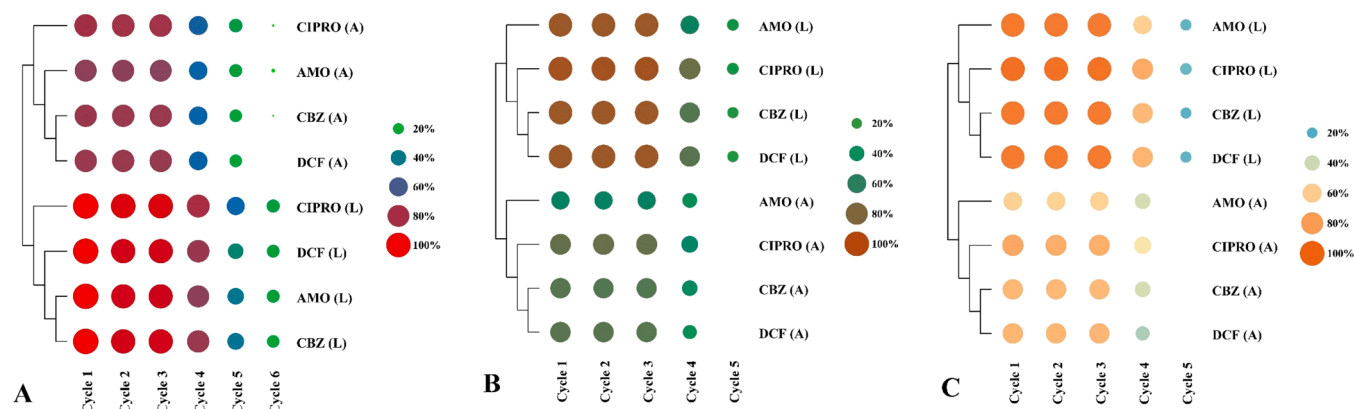 CIPRO (A)
AMO (A)
CBZ (A)
DCF (A)
CIPRO (L)
DCF (L)
AMO (L)
CBZ (L)
20%
40%
60%
80%
100%
Cycle 1
Cycle 2
Cycle 3
Cycle 4
Cycle 5
Cycle 6
A
AMO (L)
CIPRO (L)
CBZ (L)
DCF (L)
AMO (A)
CIPRO (A)
CBZ (A)
DCF (A)
20%
40%
60%
80%
100%
Cycle 1
Cycle 2
Cycle 3
Cycle 4
Cycle 5
B
AMO (L)
CIPRO (L)
CBZ (L)
DCF (L)
AMO (A)
CIPRO (A)
CBZ (A)
DCF (A)
20%
40%
60%
80%
100%
Cycle 1
Cycle 2
Cycle 3
Cycle 4
Cycle 5
C